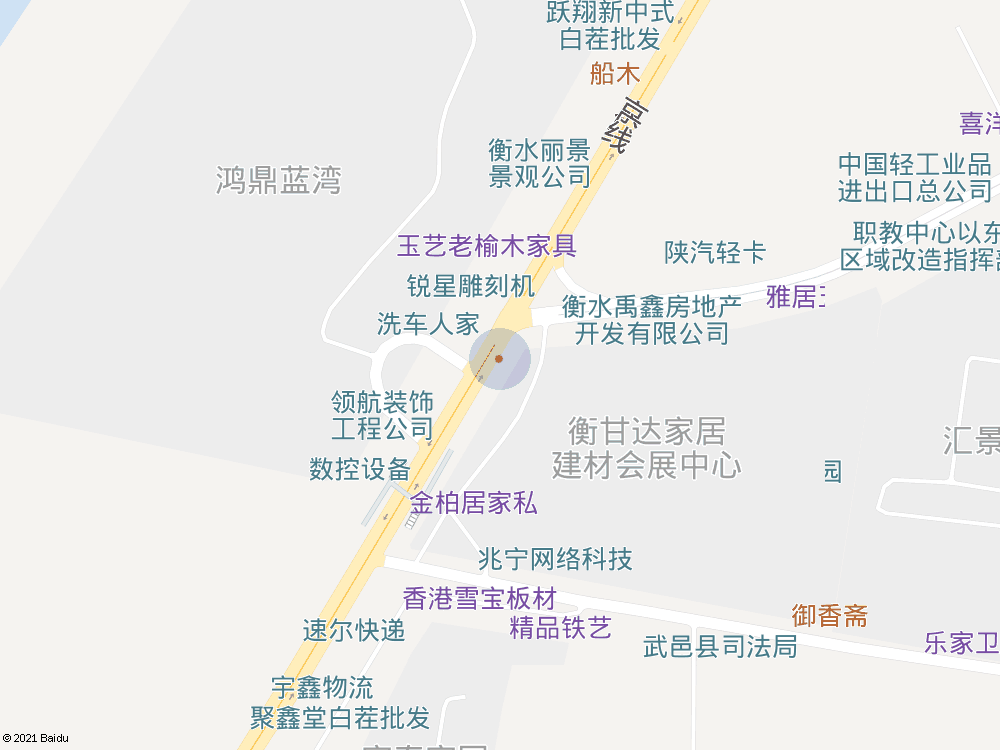 跃翔新中式
白茬批发
船木
京线
喜洋
衡水丽景
景观公司
中国轻工业品
进出口总公司
鸿鼎蓝湾
职教中心以东
区域改造指挥部
玉艺老榆木家具
陕汽轻卡
锐星雕刻机
雅居
衡水禹鑫房地产
开发有限公司
洗车人家
领航装饰
工程公司
衡甘达家居
建材会展中心
汇景
数控设备
园
金柏居家私
兆宁网络科技
香港雪宝板材
御香斋
精品铁艺
速尔快递
武邑县司法局
乐家卫
宇鑫物流
聚鑫堂白茬批发
© 2021 Baidu